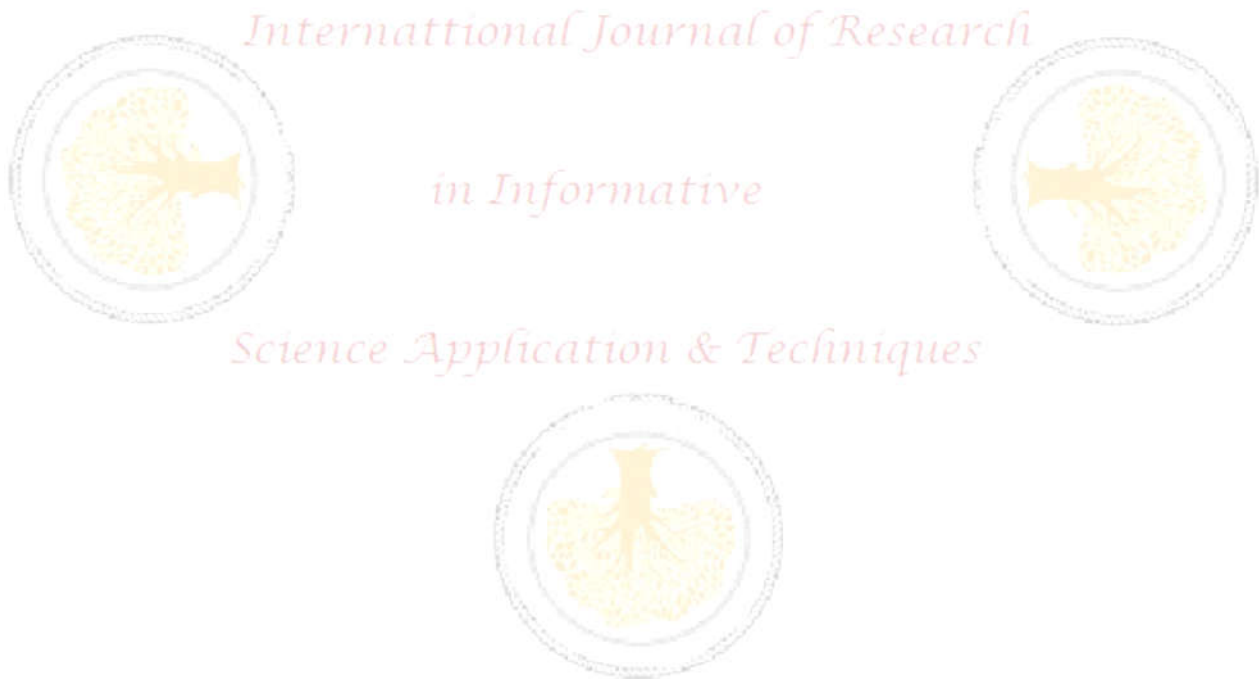 Internattional Journal of Research
in Informative
Science Application & Techniques